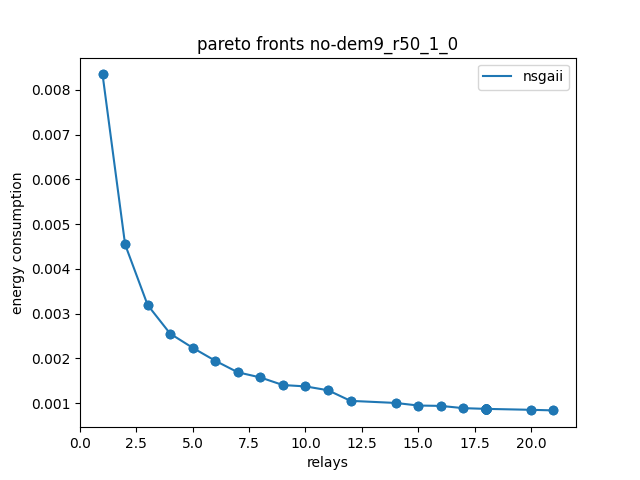 pareto fronts no-dem9_r50_1_0
nsgaii
energy consumption
0.008
0.007
0.006
0.005
0.004
0.003
0.002
0.001
0.0 2.5 5.0 7.5 10.0 12.5 15.0 17.5 20.0
relays